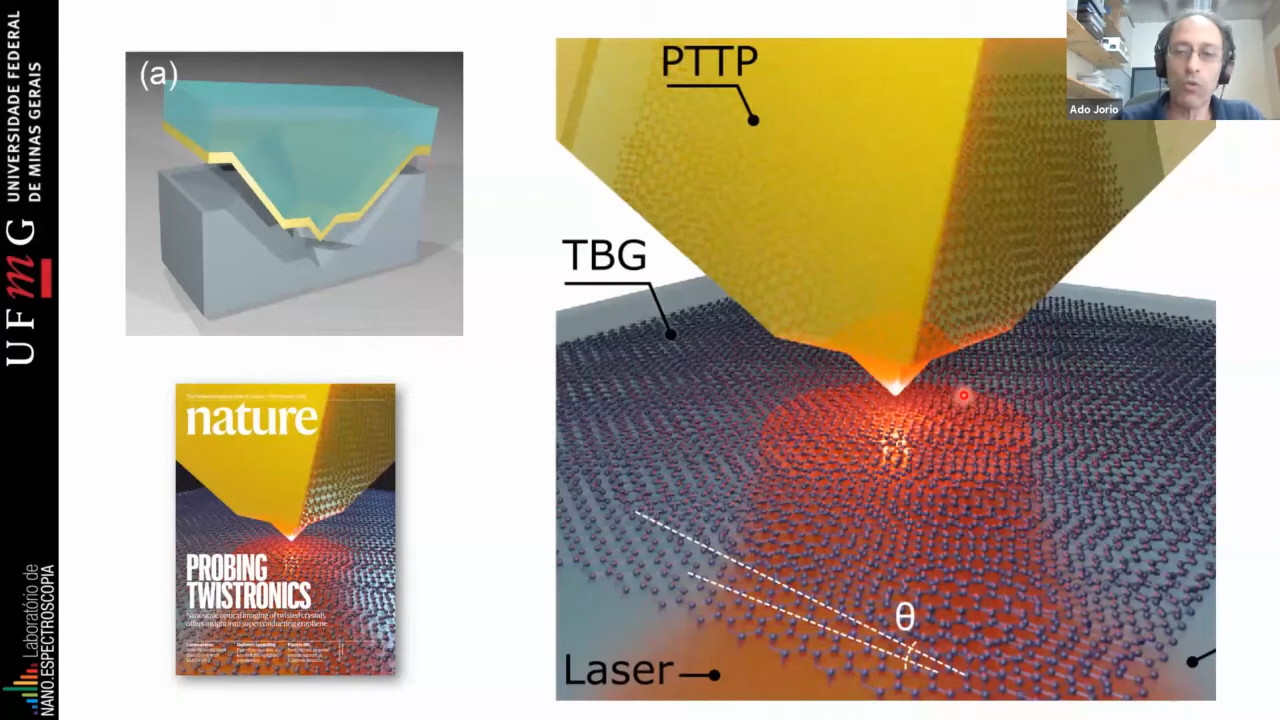 UNIVERSIDADE FEDERAL
DE MINAS GERAIS
UFmG
Laboratório de
NANO.ESPECTROSCOPIA
(a)
nature
PROBING
TWISTRONICS
Nanoscale optical imaging of twisted crystals
offers insight into superconducting graphene
PTTP
TBG
θ
Laser
Ado Jorio